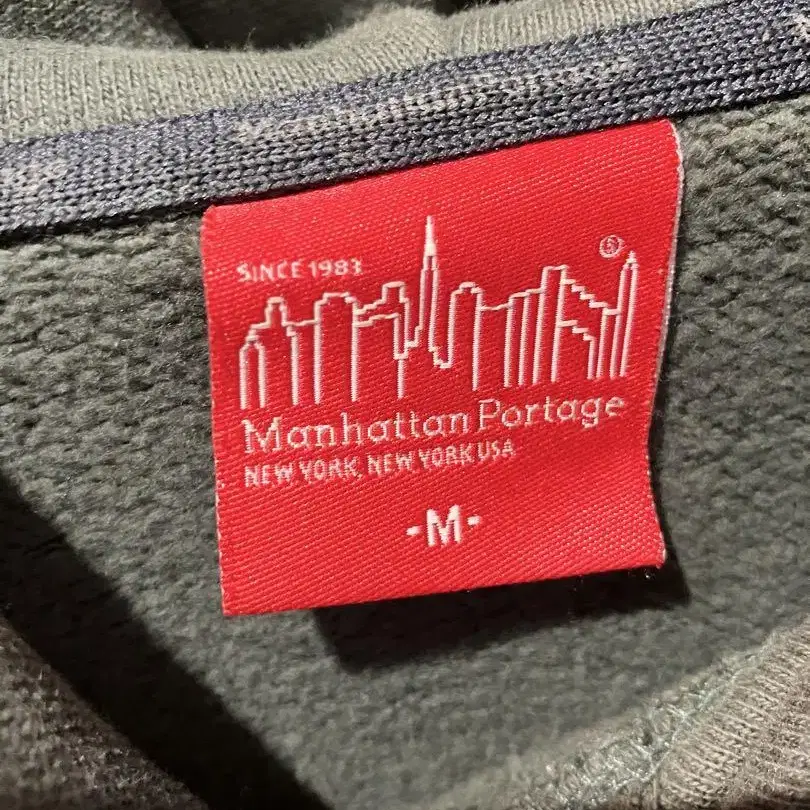 SINCE 1983
®
Manhattan Portage
NEW YORK, NEW YORK USA
-M-